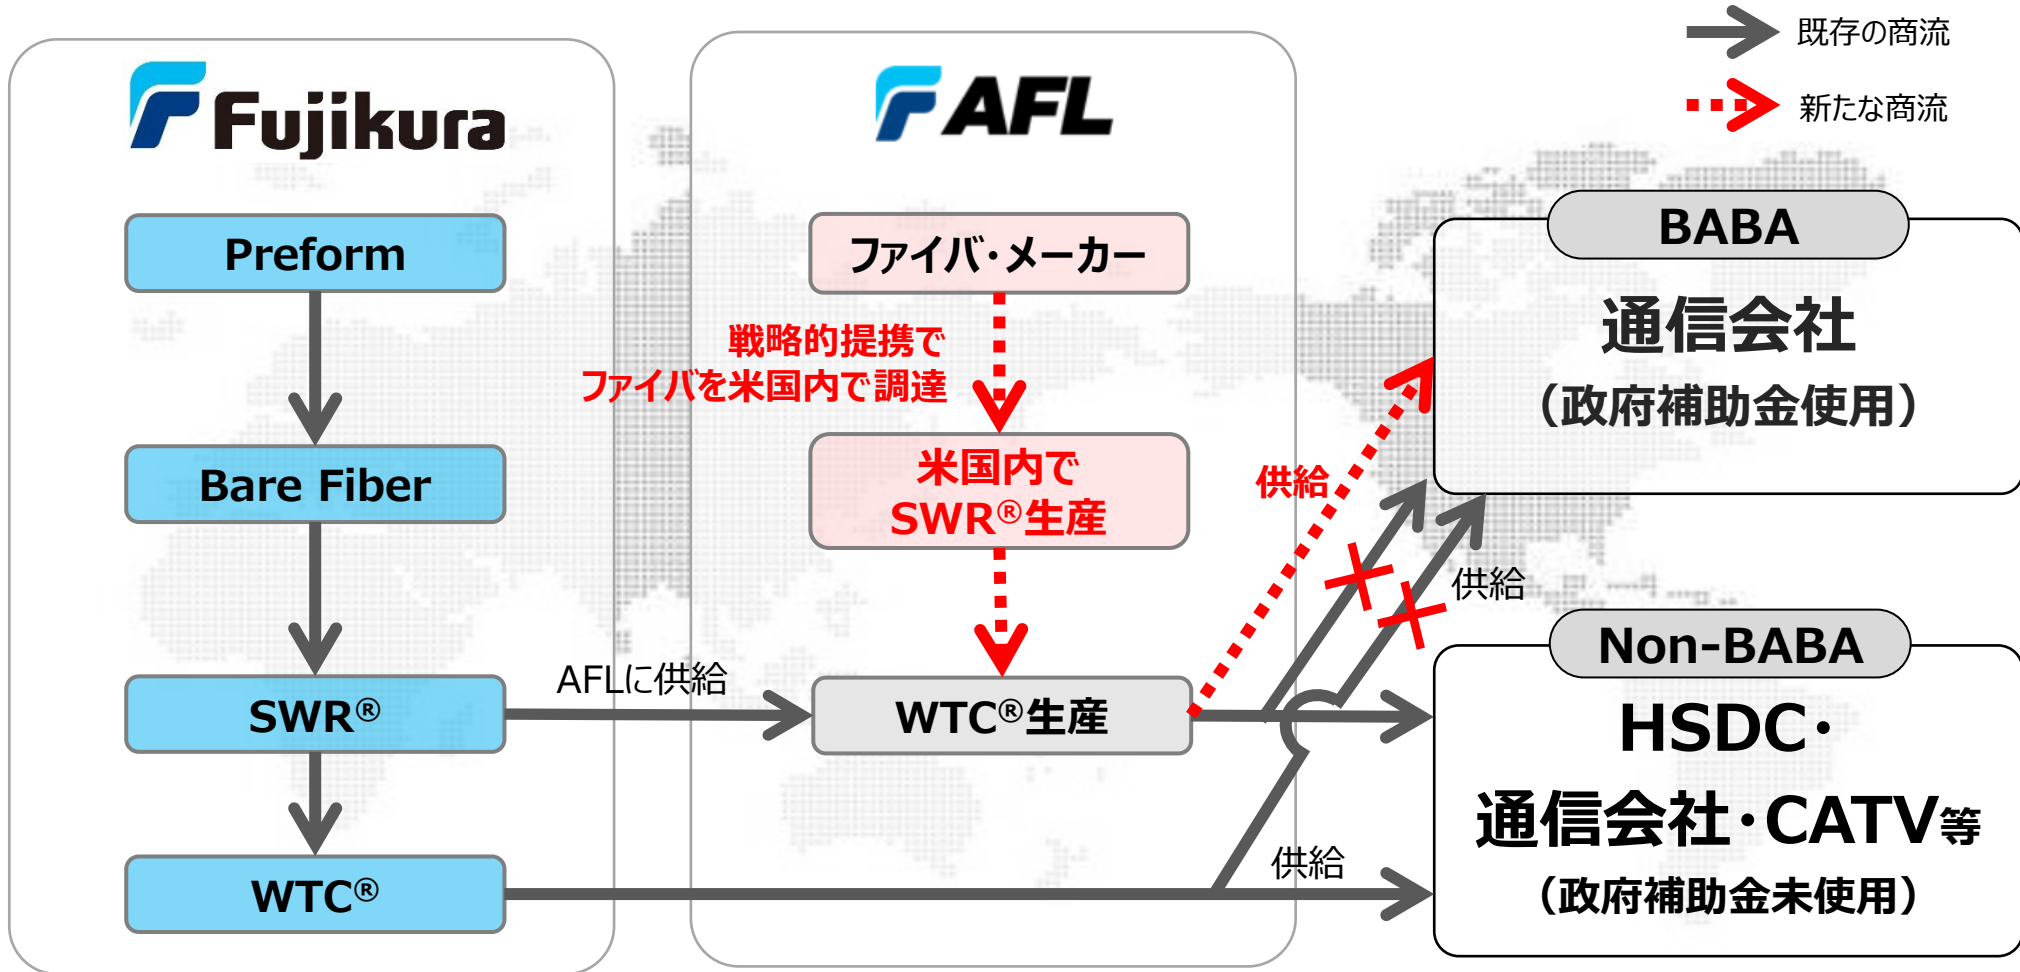 既存の商流
新たな商流
Fujikura
Preform
Bare Fiber
SWR®
WTC®
AFLに供給
AFL
ファイバ・メーカー
戦略的提携で
ファイバを米国内で調達
米国内で
SWR®生産
WTC®生産
供給
供給
供給
BABA
通信会社
（政府補助金使用）
Non-BABA
HSDC・
通信会社・CATV等
（政府補助金未使用）